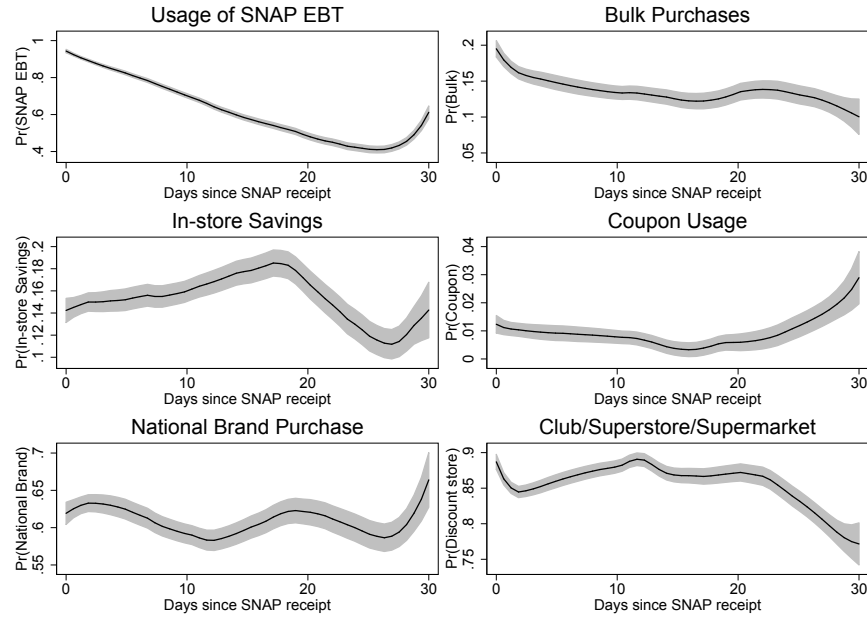 Usage of SNAP EBT
Pr(SNAP EBT)
1
.8
.6
.4
0 10 20 30
Days since SNAP receipt
Bulk Purchases
Pr(Bulk)
.2
.15
.1
.05
0 10 20 30
Days since SNAP receipt
In-store Savings
Pr(In-store Savings)
.1 .12 .14 .16 .18 .2
0 10 20 30
Days since SNAP receipt
Coupon Usage
Pr(Coupon)
.04
.03
.02
.01
0
0 10 20 30
Days since SNAP receipt
National Brand Purchase
Pr(National Brand)
.7
.65
.6
.55
0 10 20 30
Days since SNAP receipt
Club/Superstore/Supermarket
Pr(Discount store)
.9
.85
.8
.75
0 10 20 30
Days since SNAP receipt